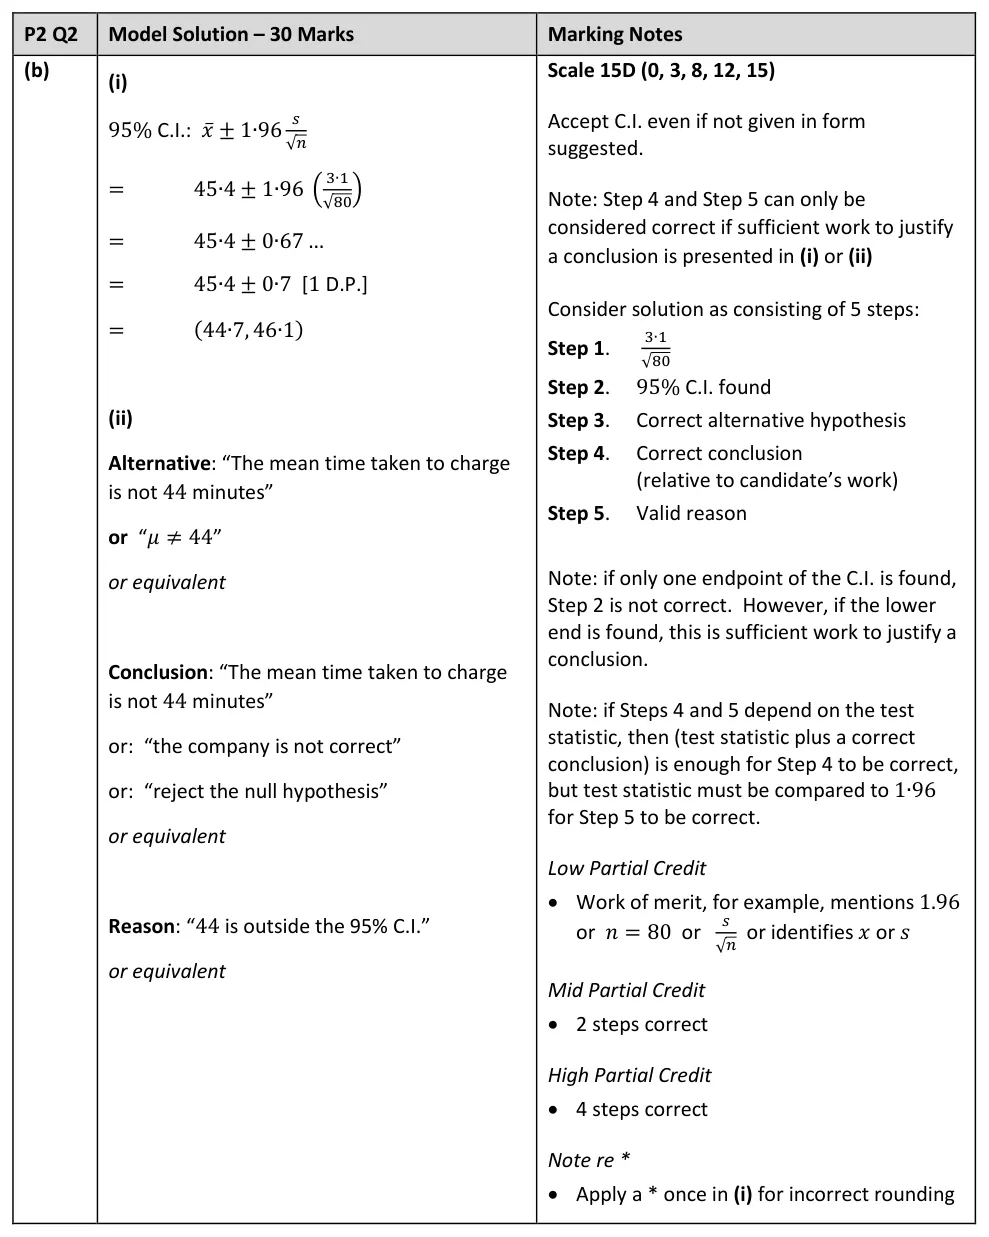 P2 Q2
Model Solution – 30 Marks
Marking Notes
(b)
(i)
95% C.I.: x̄ ± 1·96 s/√n
= 45·4 ± 1·96 (3·1/√80)
= 45·4 ± 0·67 …
= 45·4 ± 0·7 [1 D.P.]
= (44·7, 46·1)
(ii)
Alternative: “The mean time taken to charge
is not 44 minutes”
or “μ ≠ 44”
or equivalent
Conclusion: “The mean time taken to charge
is not 44 minutes”
or: “the company is not correct”
or: “reject the null hypothesis”
or equivalent
Reason: “44 is outside the 95% C.I.”
or equivalent
Scale 15D (0, 3, 8, 12, 15)
Accept C.I. even if not given in form
suggested.
Note: Step 4 and Step 5 can only be
considered correct if sufficient work to justify
a conclusion is presented in (i) or (ii)
Consider solution as consisting of 5 steps:
Step 1. 3·1/√80
Step 2. 95% C.I. found
Step 3. Correct alternative hypothesis
Step 4. Correct conclusion
(relative to candidate’s work)
Step 5. Valid reason
Note: if only one endpoint of the C.I. is found,
Step 2 is not correct. However, if the lower
end is found, this is sufficient work to justify a
conclusion.
Note: if Steps 4 and 5 depend on the test
statistic, then (test statistic plus a correct
conclusion) is enough for Step 4 to be correct,
but test statistic must be compared to 1·96
for Step 5 to be correct.
Low Partial Credit
• Work of merit, for example, mentions 1.96
or n = 80 or s/√n or identifies x or s
Mid Partial Credit
• 2 steps correct
High Partial Credit
• 4 steps correct
Note re *
• Apply a * once in (i) for incorrect rounding